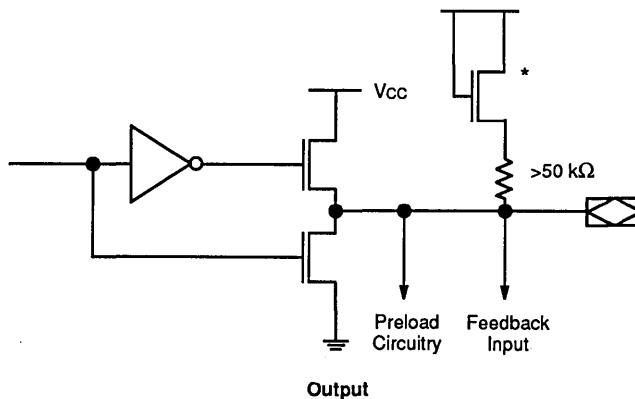 *
Vcc
>50 kΩ
Preload
Circuitry
Feedback
Input
Output